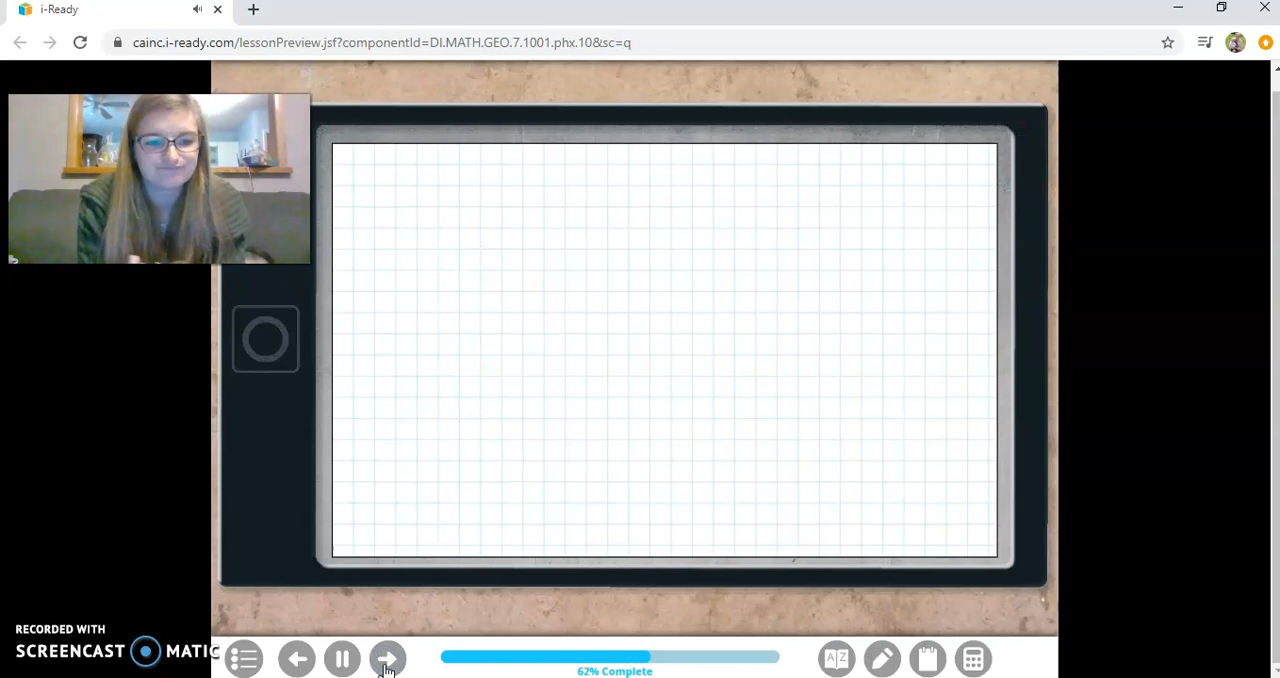 i-Ready
cainc.i-ready.com/lessonPreview.jsf?componentId=DI.MATH.GEO.7.1001.phx.10&sc=q
RECORDED WITH
SCREENCAST MATIC
62% Complete
A Z